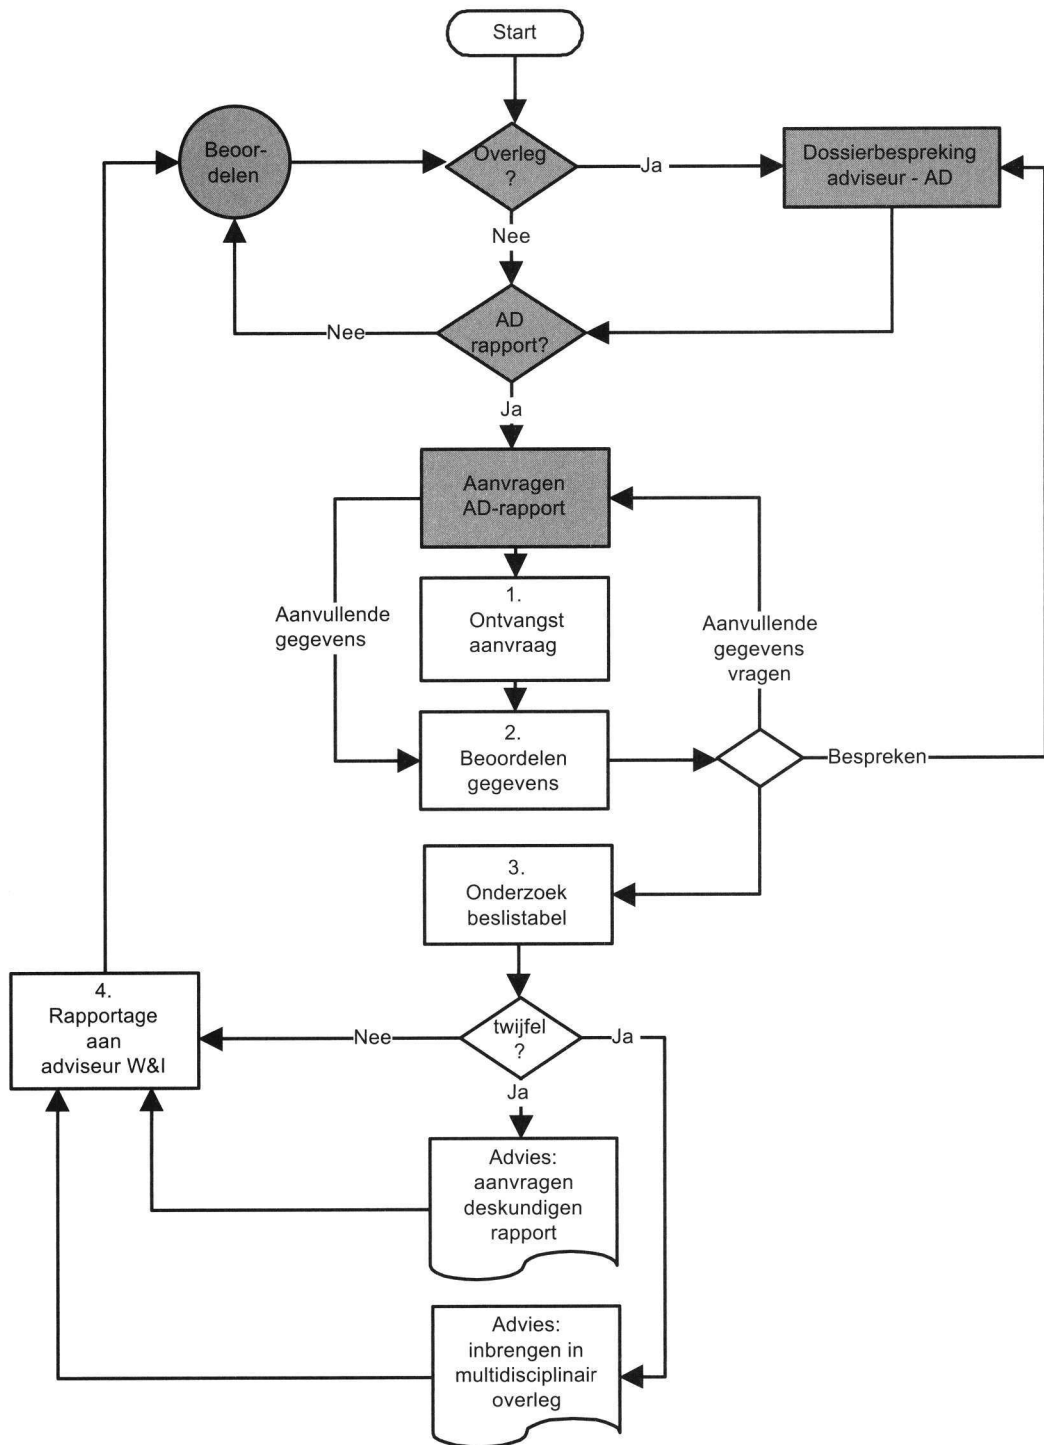 Start
Beoor-
delen
Overleg
?
Ja
Dossierbespreking
adviseur - AD
Nee
AD
rapport?
Nee
Ja
Aanvragen
AD-rapport
Aanvullende
gegevens
1.
Ontvangst
aanvraag
Aanvullende
gegevens
vragen
2.
Beoordelen
gegevens
Bespreken
3.
Onderzoek
beslistabel
4.
Rapportage
aan
adviseur W&I
Nee
twijfel
?
Ja
Ja
Advies:
aanvragen
deskundigen
rapport
Advies:
inbrengen in
multidisciplinair
overleg